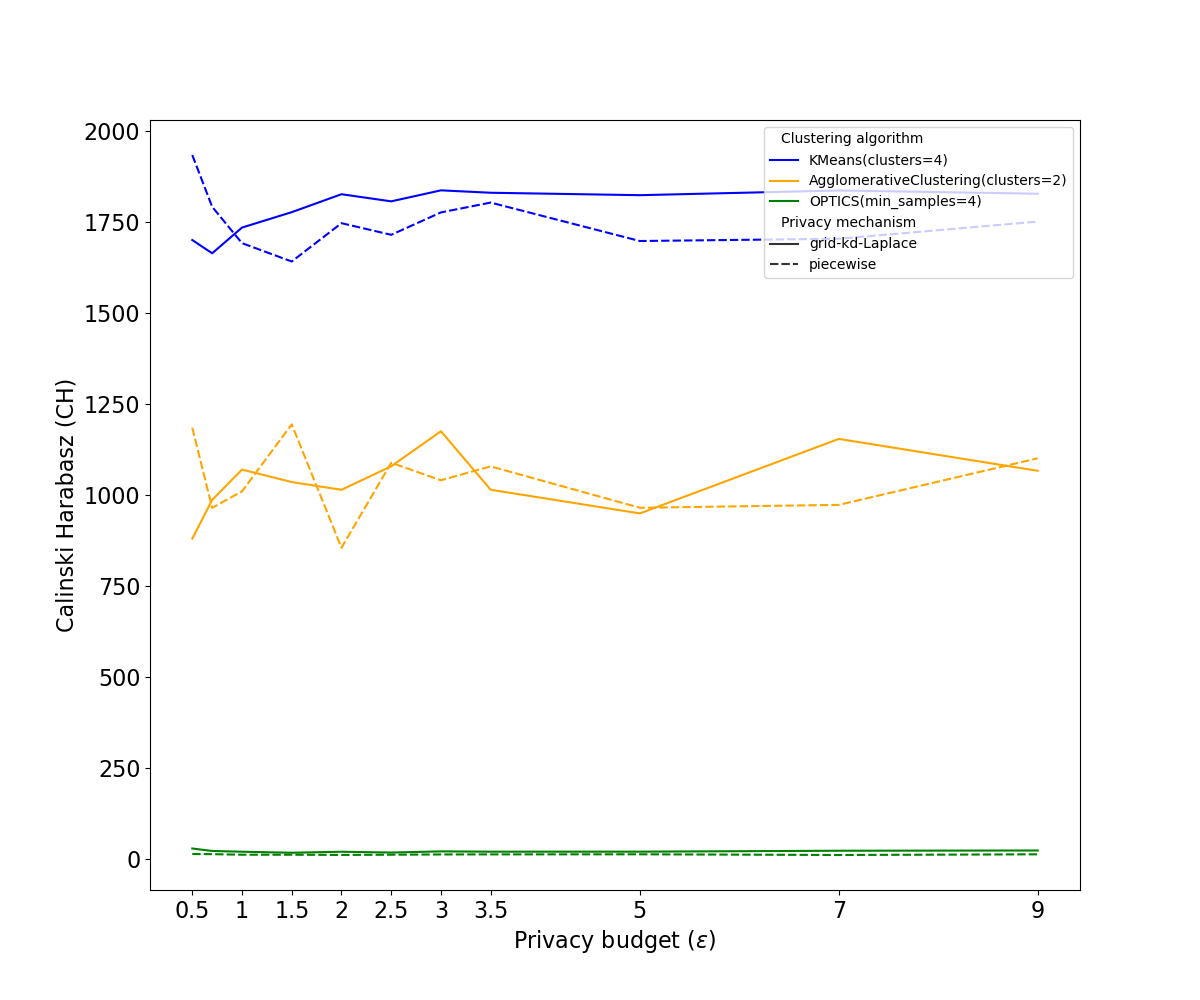 2000
1750
1500
1250
1000
750
500
250
0
Calinski Harabasz (CH)
Clustering algorithm
KMeans(clusters=4)
AgglomerativeClustering(clusters=2)
OPTICS(min_samples=4)
Privacy mechanism
grid-kd-Laplace
piecewise
0.5 1 1.5 2 2.5 3 3.5 5 7 9
Privacy budget (ε)